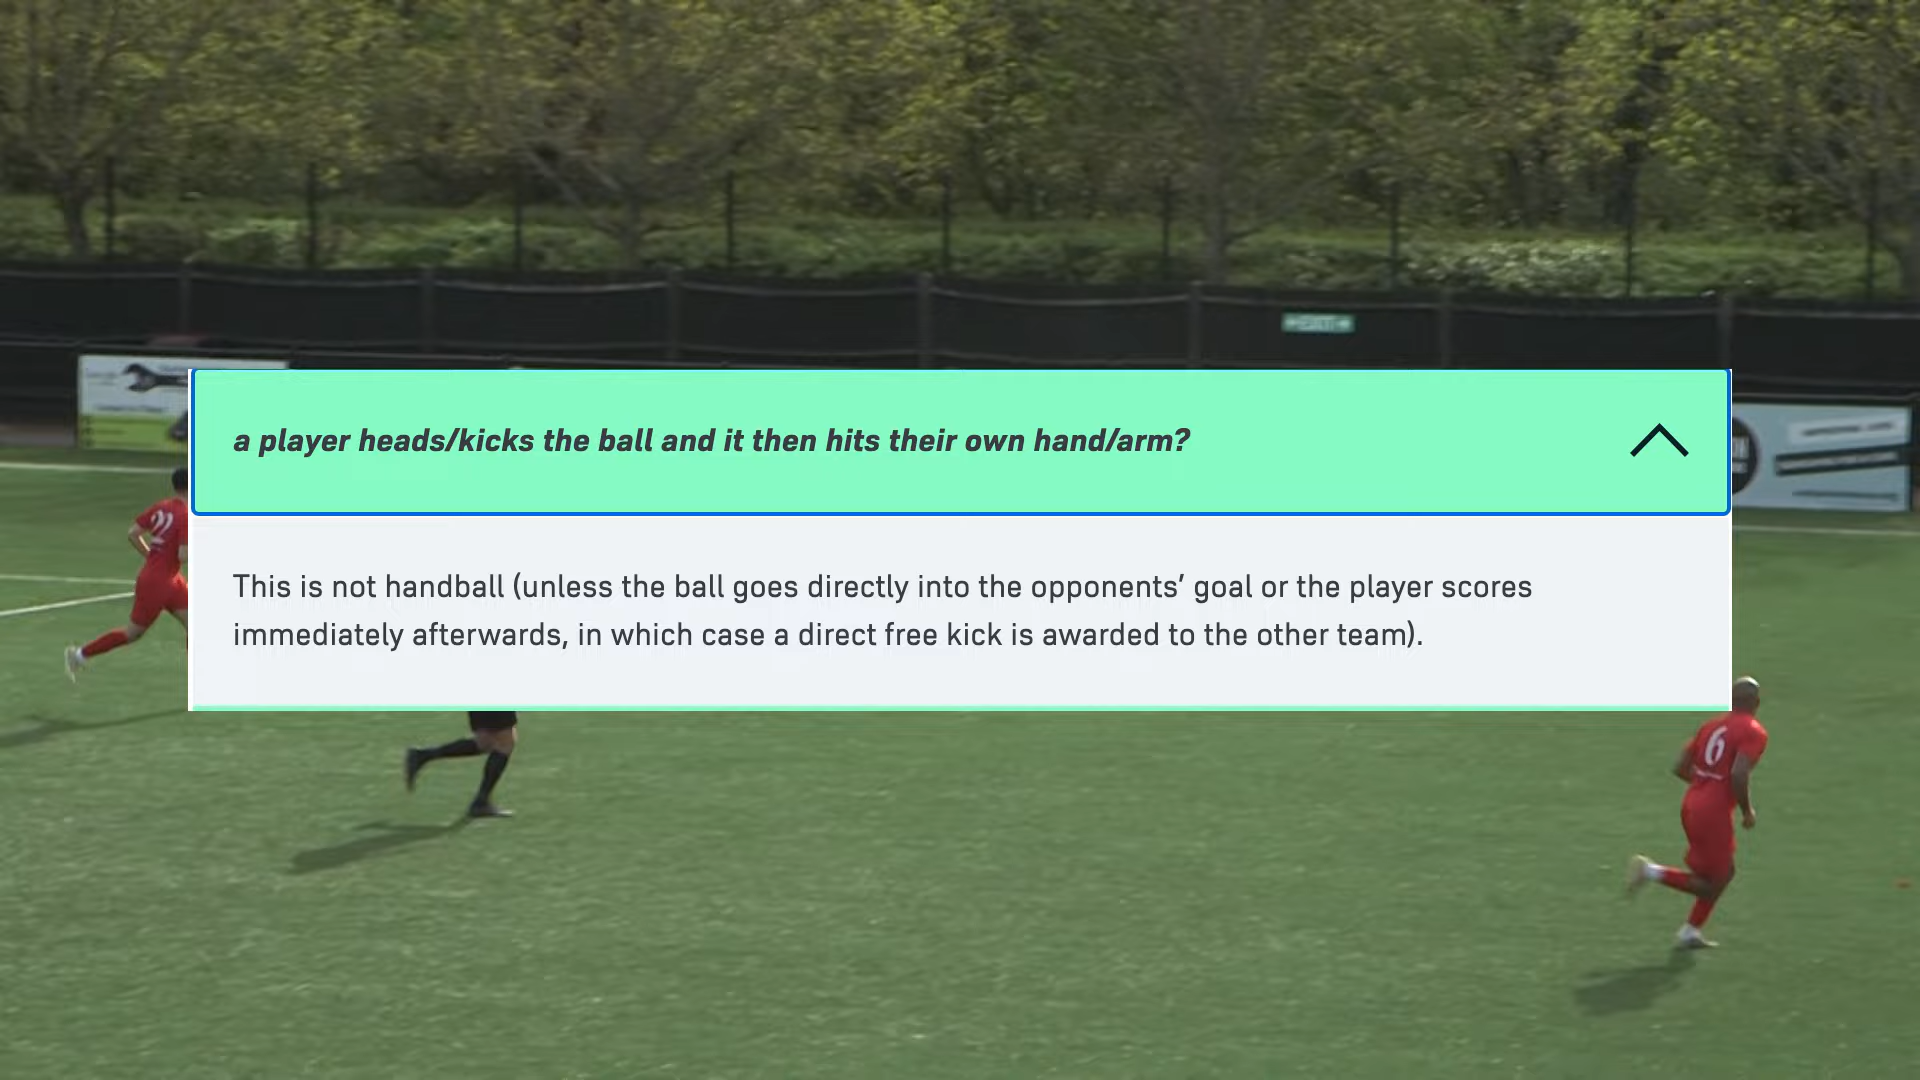 a player heads/kicks the ball and it then hits their own hand/arm?
This is not handball (unless the ball goes directly into the opponents’ goal or the player scores
immediately afterwards, in which case a direct free kick is awarded to the other team).
22
6